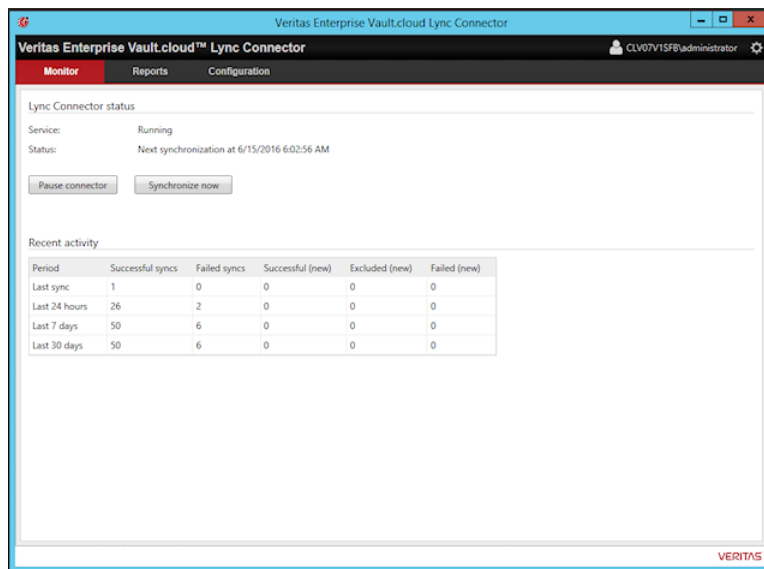 Veritas Enterprise Vault.cloud Lync Connector
Veritas Enterprise Vault.cloud™ Lync Connector CLV07V1SFB\administrator
Monitor Reports Configuration
Lync Connector status
Service: Running
Status: Next synchronization at 6/15/2016 6:02:56 AM
Pause connector Synchronize now
Recent activity
Period Successful syncs Failed syncs Successful (new) Excluded (new) Failed (new)
Last sync 1 0 0 0 0
Last 24 hours 26 2 0 0 0
Last 7 days 50 6 0 0 0
Last 30 days 50 6 0 0 0
VERITAS